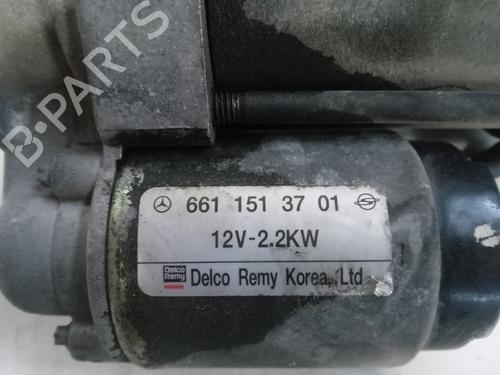 B-PARTS
661 151 37 01
12V-2.2KW
Delco Remy Delco Remy Korea, Ltd